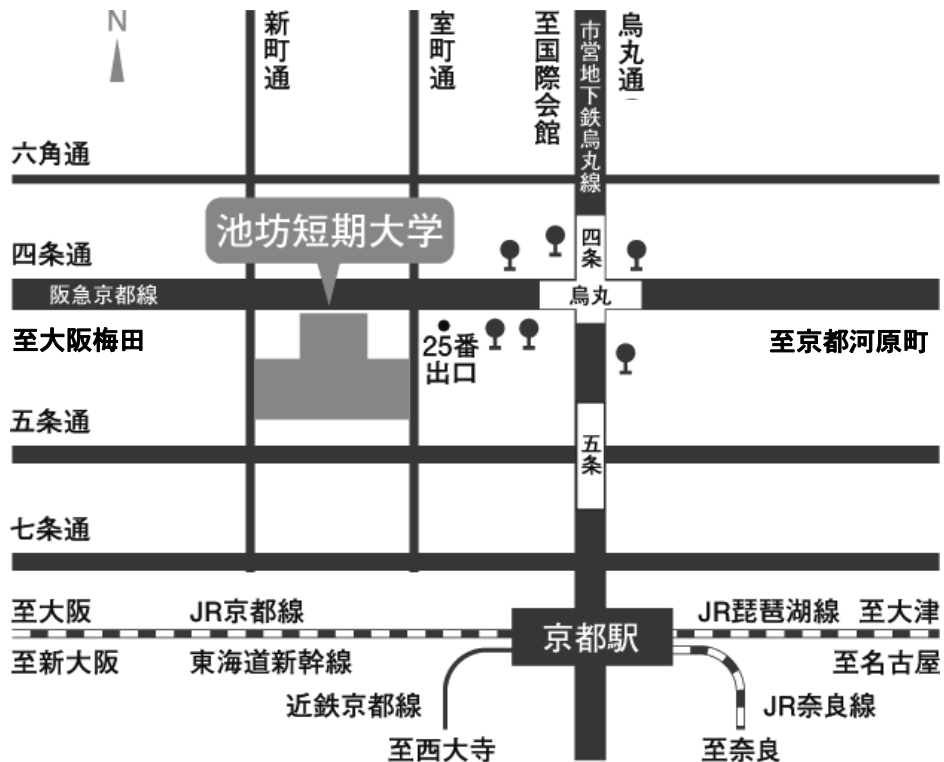 N
新町通
室町通
至国際会館
市営地下鉄烏丸線
烏丸通
六角通
池坊短期大学
四条通
四条
阪急京都線
烏丸
至大阪梅田
25番
出口
至京都河原町
五条通
五条
七条通
至大阪
JR京都線
JR琵琶湖線
至大津
京都駅
至新大阪
東海道新幹線
至名古屋
近鉄京都線
JR奈良線
至西大寺
至奈良